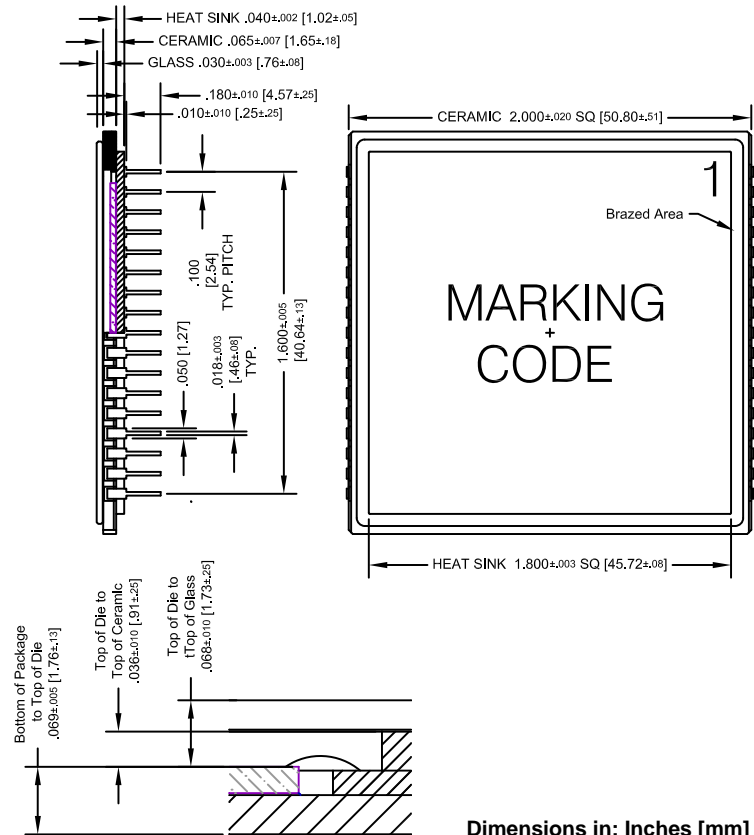 HEAT SINK .040±.002 [1.02±.05]
CERAMIC .065±.007 [1.65±.18]
GLASS .030±.003 [.76±.08]
.180±.010 [4.57±.25]
.010±.010 [.25±.25]
CERAMIC 2.000±.020 SQ [50.80±.51]
1
Brazed Area
MARKING
+
CODE
.100
[2.54]
TYP. PITCH
1.600±.005
[40.64±.13]
.050 [1.27]
.018±.003
[.46±.08]
TYP.
HEAT SINK 1.800±.003 SQ [45.72±.08]
Bottom of Package
to Top of Die
.069±.005 [1.76±.13]
Top of Die to
Top of Ceramic
.036±.010 [.91±.25]
Top of Die to
tTop of Glass
.068±.010 [1.73±.25]
Dimensions in: Inches [mm]